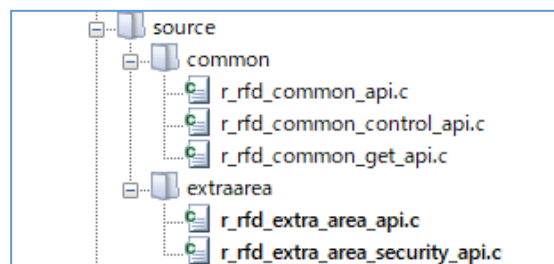 source
common
r_rfd_common_api.c
r_rfd_common_control_api.c
r_rfd_common_get_api.c
extraarea
r_rfd_extra_area_api.c
r_rfd_extra_area_security_api.c